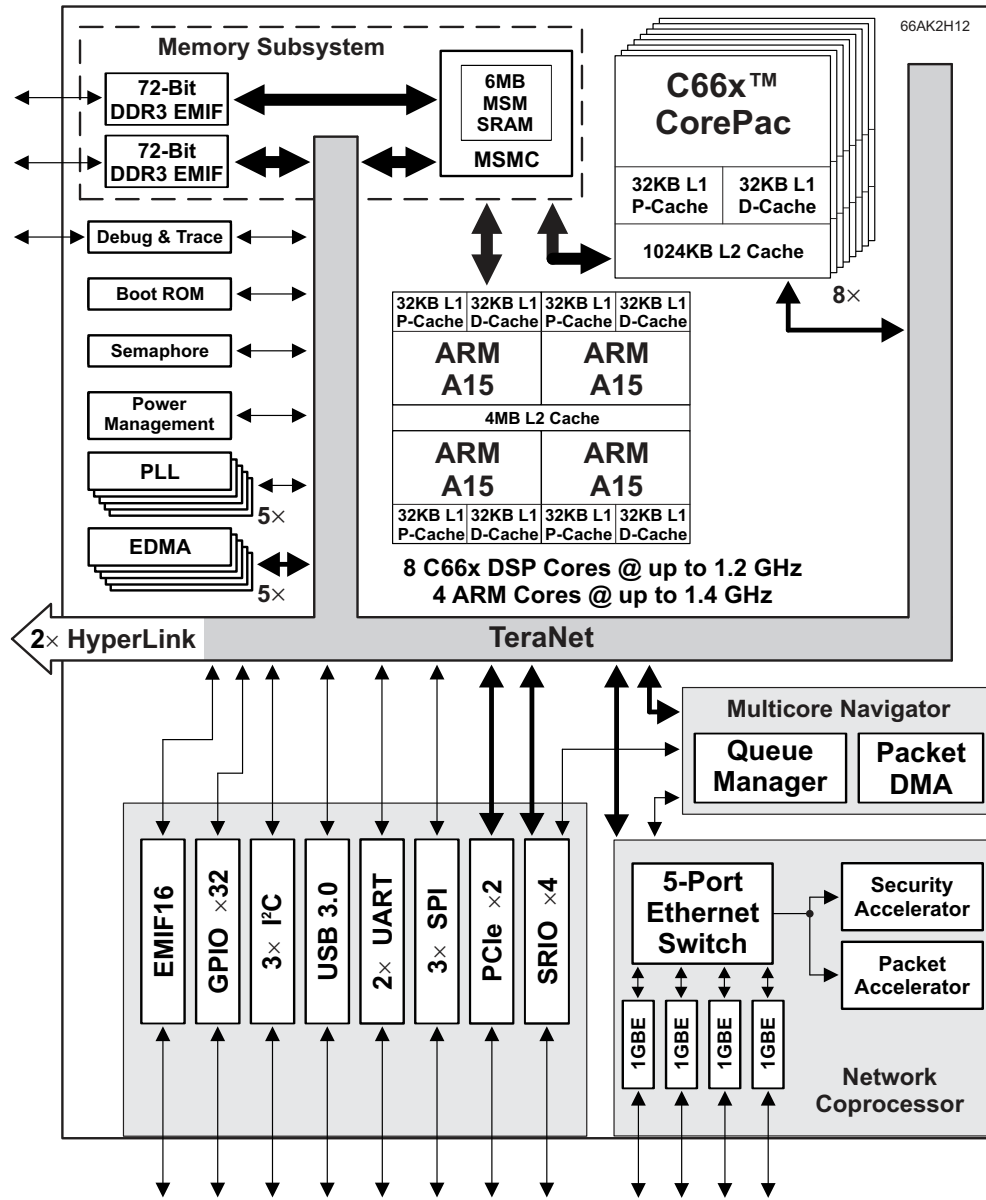 66AK2H12
Memory Subsystem
72-Bit
DDR3 EMIF
72-Bit
DDR3 EMIF
6MB
MSM
SRAM
MSMC
C66x™
CorePac
32KB L1
P-Cache
32KB L1
D-Cache
1024KB L2 Cache
8×
Debug & Trace
Boot ROM
Semaphore
Power
Management
PLL
5×
EDMA
5×
32KB L1
P-Cache
32KB L1
D-Cache
32KB L1
P-Cache
32KB L1
D-Cache
ARM
A15
ARM
A15
4MB L2 Cache
ARM
A15
ARM
A15
32KB L1
P-Cache
32KB L1
D-Cache
32KB L1
P-Cache
32KB L1
D-Cache
8 C66x DSP Cores @ up to 1.2 GHz
4 ARM Cores @ up to 1.4 GHz
2× HyperLink
TeraNet
Multicore Navigator
Queue
Manager
Packet
DMA
EMIF16
GPIO ×32
3× I²C
USB 3.0
2× UART
3× SPI
PCIe ×2
SRIO ×4
5-Port
Ethernet
Switch
Security
Accelerator
Packet
Accelerator
1GBE
1GBE
1GBE
1GBE
Network
Coprocessor